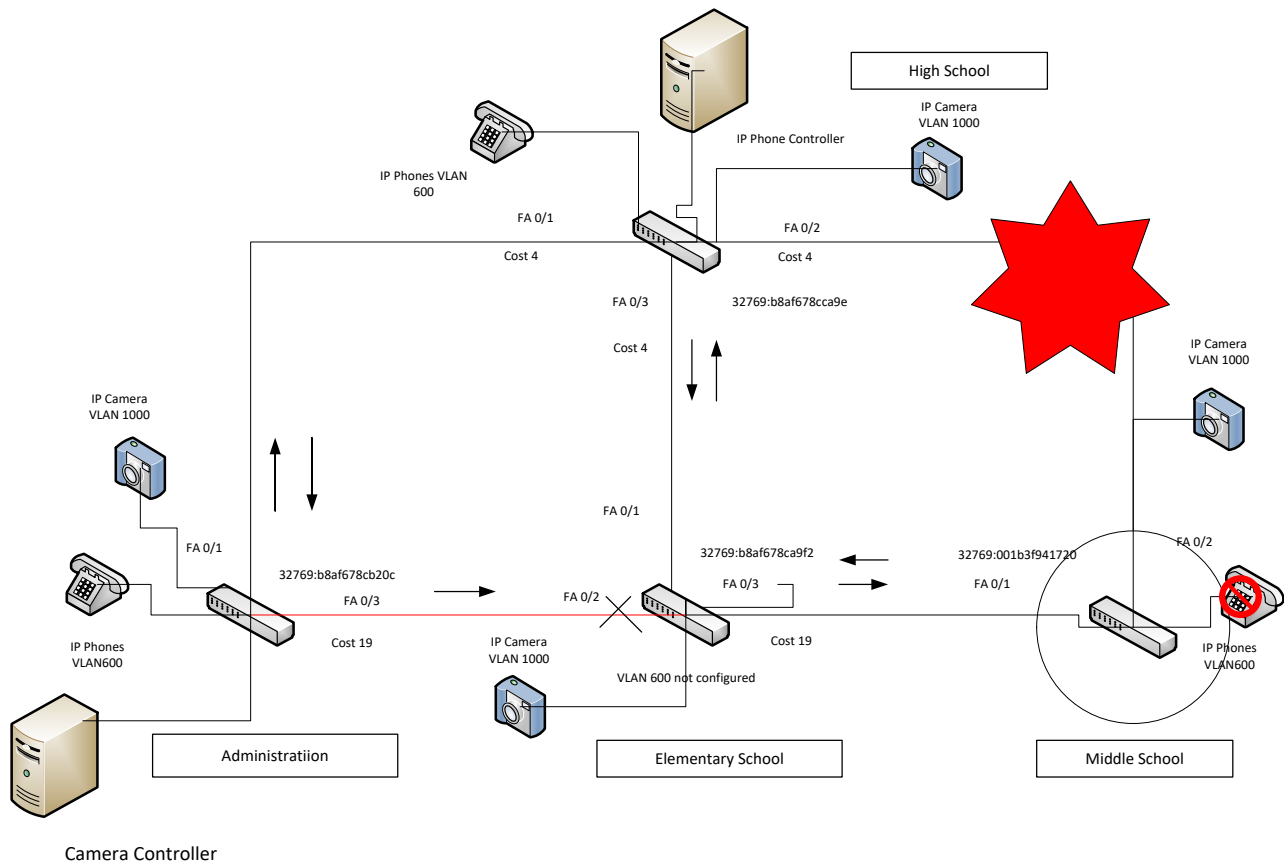 High School
IP Camera
VLAN 1000
IP Phone Controller
IP Phones VLAN
600
FA 0/1
FA 0/2
Cost 4
Cost 4
FA 0/3
32769:b8af678cca9e
Cost 4
IP Camera
VLAN 1000
IP Camera
VLAN 1000
FA 0/1
FA 0/1
32769:b8af678ca9f2
32769:001b3f941720
FA 0/2
32769:b8af678cb20c
FA 0/3
FA 0/1
FA 0/3
FA 0/2
Cost 19
Cost 19
IP Phones
VLAN600
IP Camera
VLAN 1000
IP Phones
VLAN600
VLAN 600 not configured
Administratiion
Elementary School
Middle School
Camera Controller